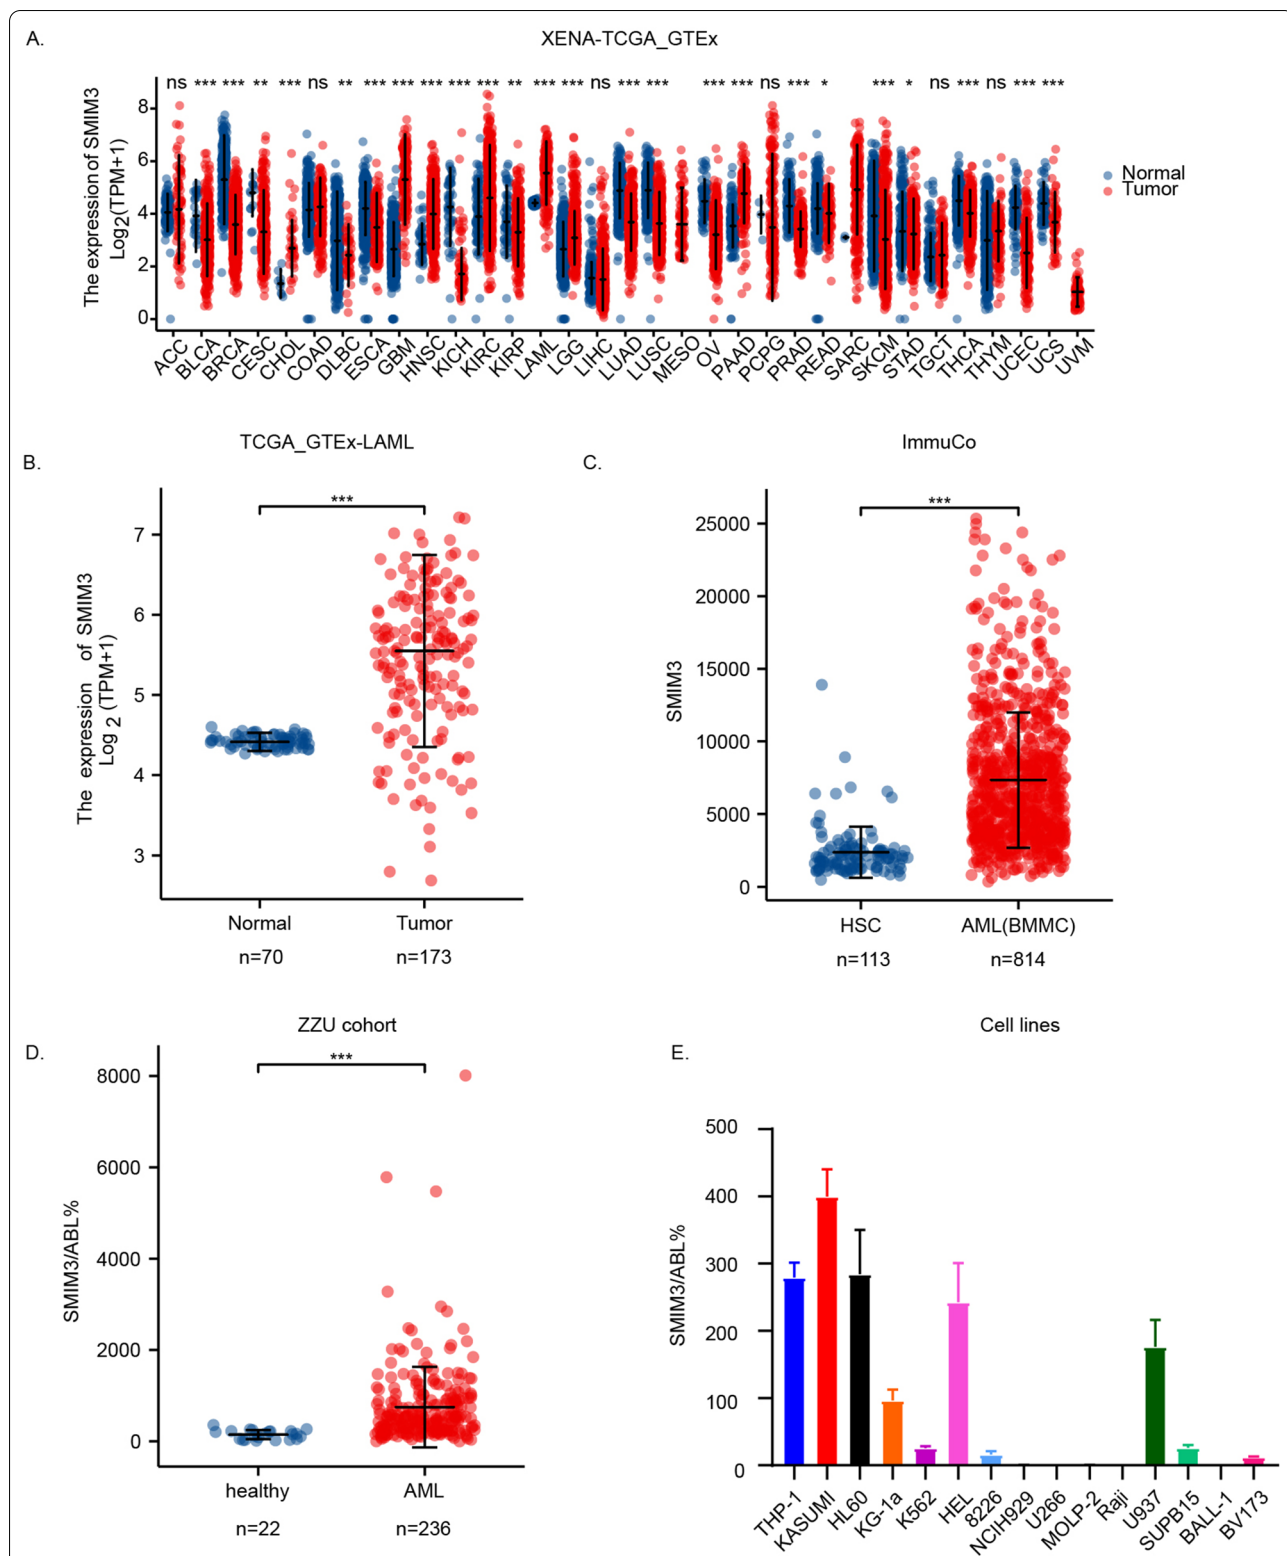 A.
XENA-TCGA_GTEx
The expression of SMIM3
Log2(TPM+1)
8
6
4
2
0
ns *** *** ** *** ns ** *** *** *** *** *** ** *** *** ns *** *** *** *** ns *** * *** * ns *** ns *** ***
Normal
Tumor
ACC BLCA BRCA CESC CHOL COAD DLBC ESCA GBM HNSC KICH KIRC KIRP LAML LGG LIHC LUAD LUSC MESO OV PAAD PCPG PRAD READ SARC SKCM STAD TGCT THCA THYM UCEC UCS UVM
B.
TCGA_GTEx-LAML
The expression of SMIM3
Log 2 (TPM+1)
7
6
5
4
3
***
Normal Tumor
n=70 n=173
C.
ImmuCo
SMIM3
25000
20000
15000
10000
5000
0
***
HSC AML(BMMC)
n=113 n=814
D.
ZZU cohort
SMIM3/ABL%
8000
6000
4000
2000
0
***
healthy AML
n=22 n=236
E.
Cell lines
SMIM3/ABL%
500
400
300
200
100
0
THP-1 KASUMI HL60 KG-1a K562 HEL 8226 NCIH929 U266 MOLP-2 Raji U937 SUPB15 BALL-1 BV173